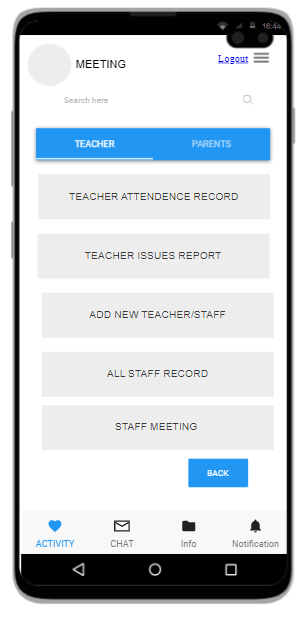 16:44
MEETING
Logout
Search here
TEACHER PARENTS
TEACHER ATTENDENCE RECORD
TEACHER ISSUES REPORT
ADD NEW TEACHER/STAFF
ALL STAFF RECORD
STAFF MEETING
BACK
ACTIVITY CHAT Info Notification